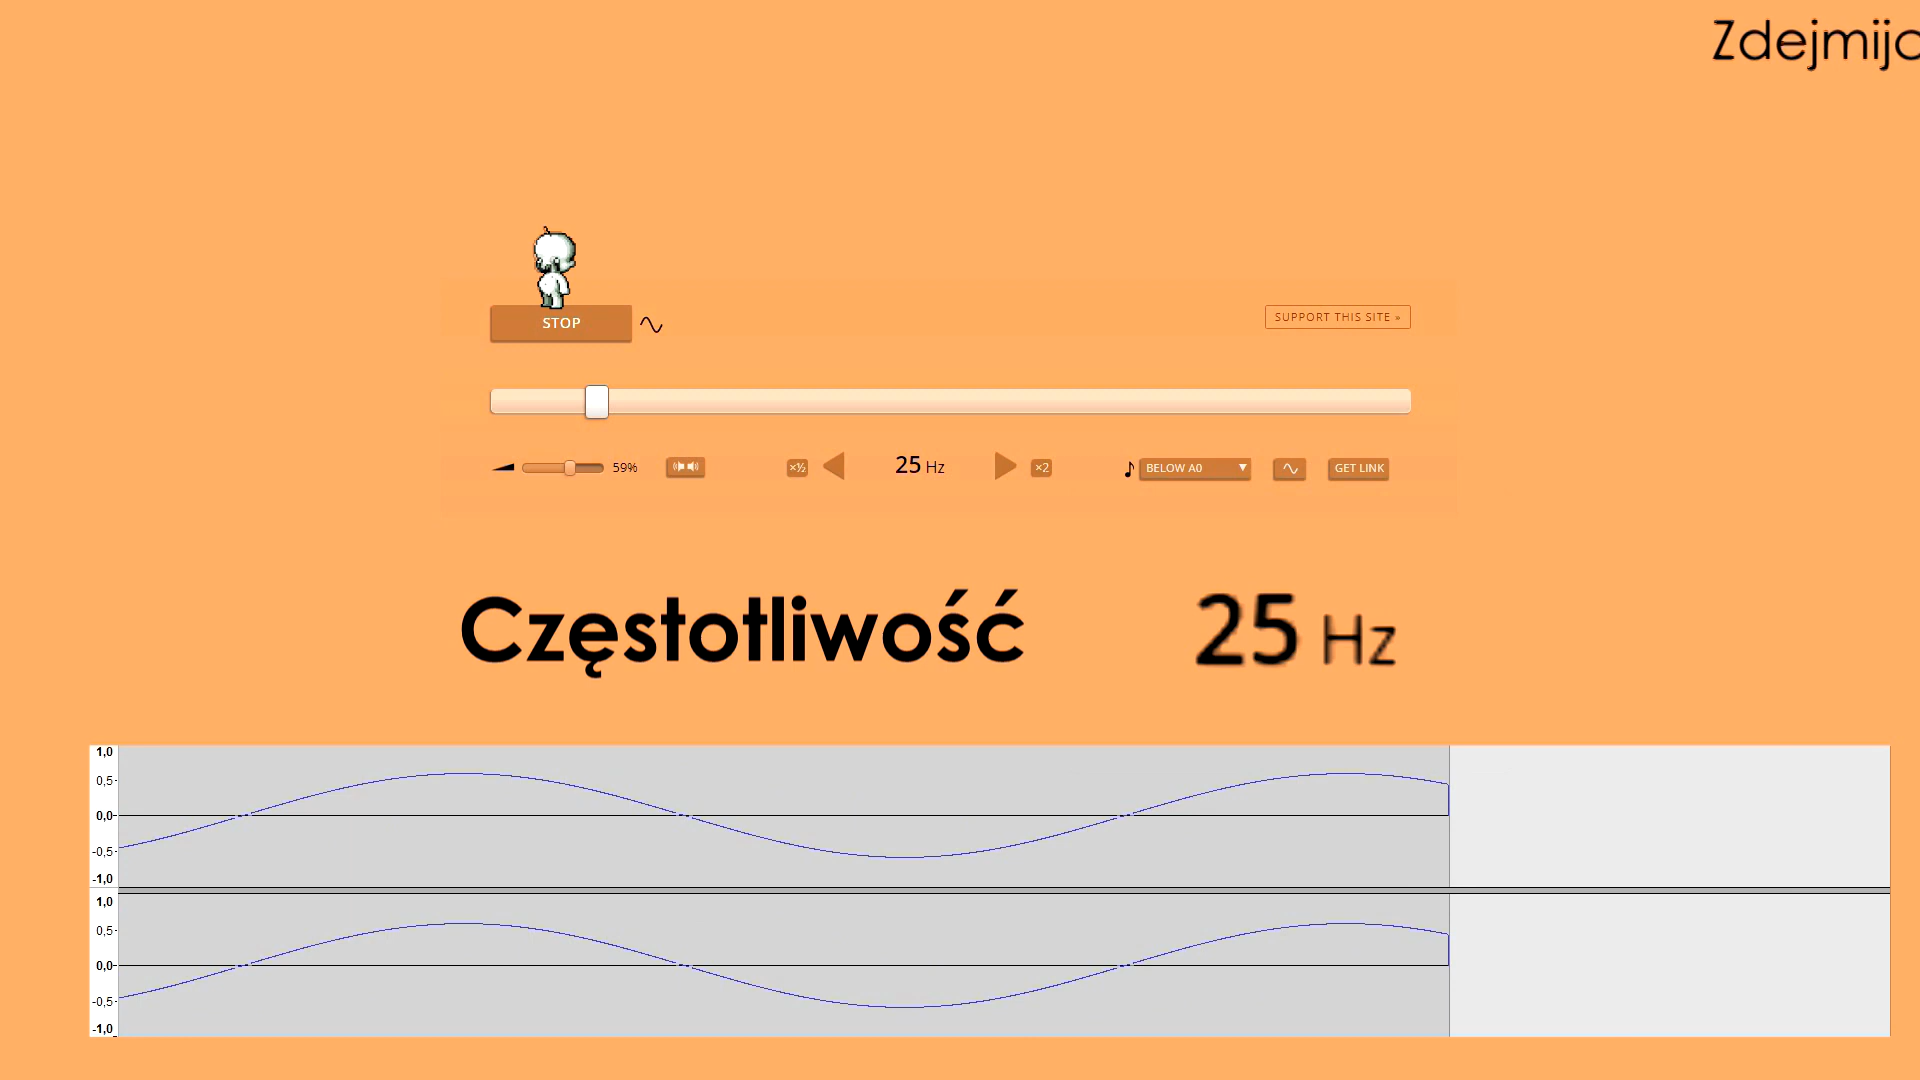 Zdejmijc
STOP
SUPPORT THIS SITE »
59%
×½
25 Hz
×2
BELOW A0
GET LINK
Częstotliwość 25 Hz
1,0
0,5
0,0
-0,5
-1,0
1,0
0,5
0,0
-0,5
-1,0